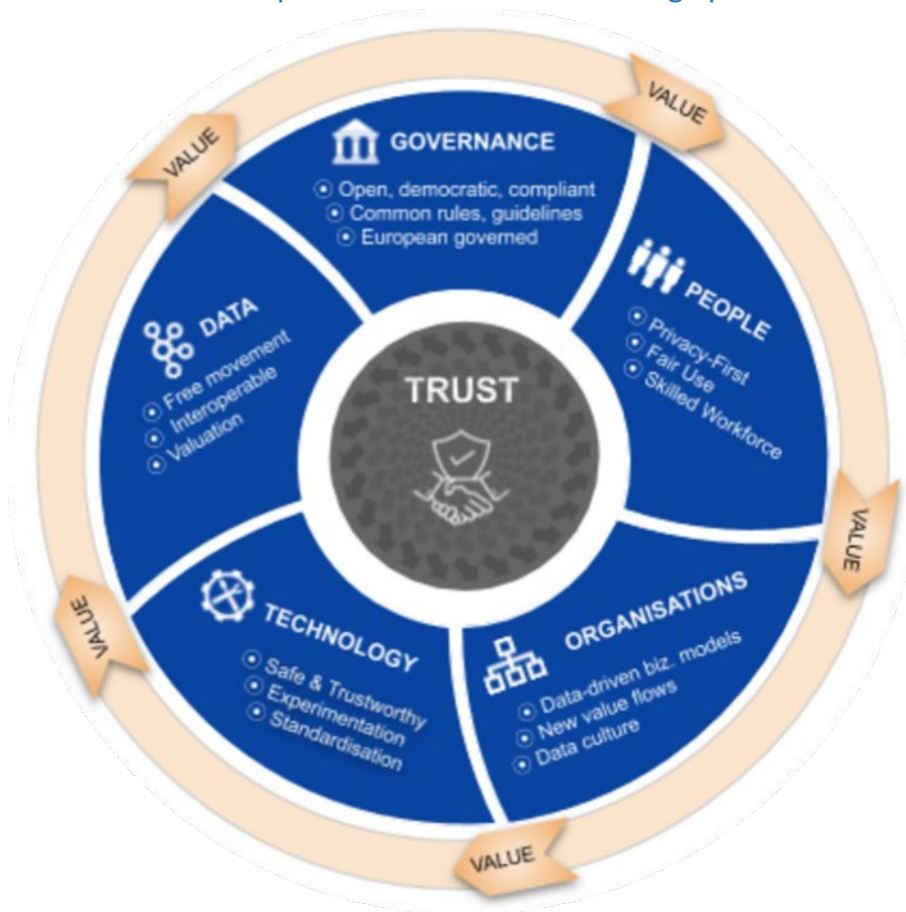 VALUE
VALUE
GOVERNANCE
Open, democratic, compliant
Common rules, guidelines
European governed
PEOPLE
Privacy-First
Fair Use
Skilled Workforce
DATA
Free movement
Interoperable
Valuation
TRUST
VALUE
ORGANISATIONS
Data-driven biz. models
New value flows
Data culture
TECHNOLOGY
Safe & Trustworthy
Experimentation
Standardisation
VALUE
VALUE